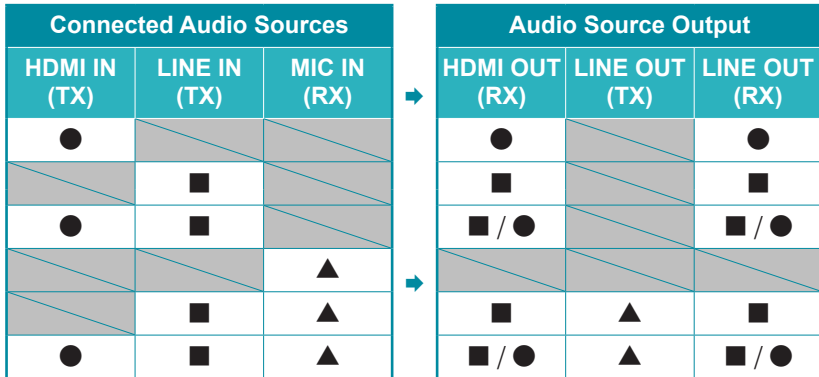 Connected Audio Sources
Audio Source Output
HDMI IN (TX)
LINE IN (TX)
MIC IN (RX)
HDMI OUT (RX)
LINE OUT (TX)
LINE OUT (RX)
● ● ●
■ ■ ■
● ■ ■ / ● ■ / ●
▲
■ ▲ ■ ▲ ■
● ■ ▲ ■ / ● ▲ ■ / ●